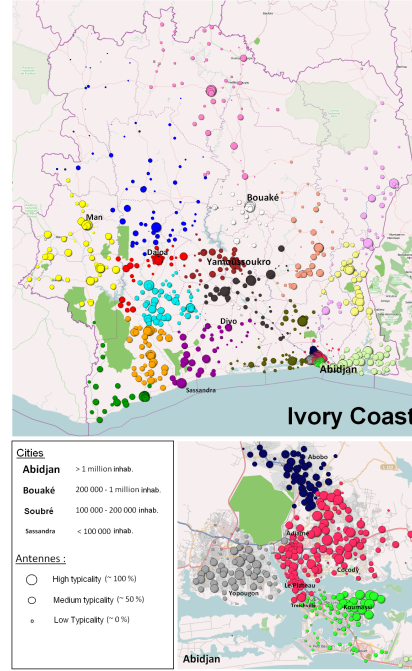 Bouaké
Man
Daloa
Yamoussoukro
Divo
Sassandra
Abidjan
Ivory Coast
Cities
Abidjan > 1 million inhab.
Bouaké 200 000 - 1 million inhab.
Soubré 100 000 - 200 000 inhab.
Sassandra < 100 000 inhab.
Antennes :
High typicality (~ 100 %)
Medium typicality (~ 50 %)
Low Typicality (~ 0 %)
Abobo
Adjamé
Cocody
Le Plateau
Yopougon
Treichville
Koumassi
Abidjan